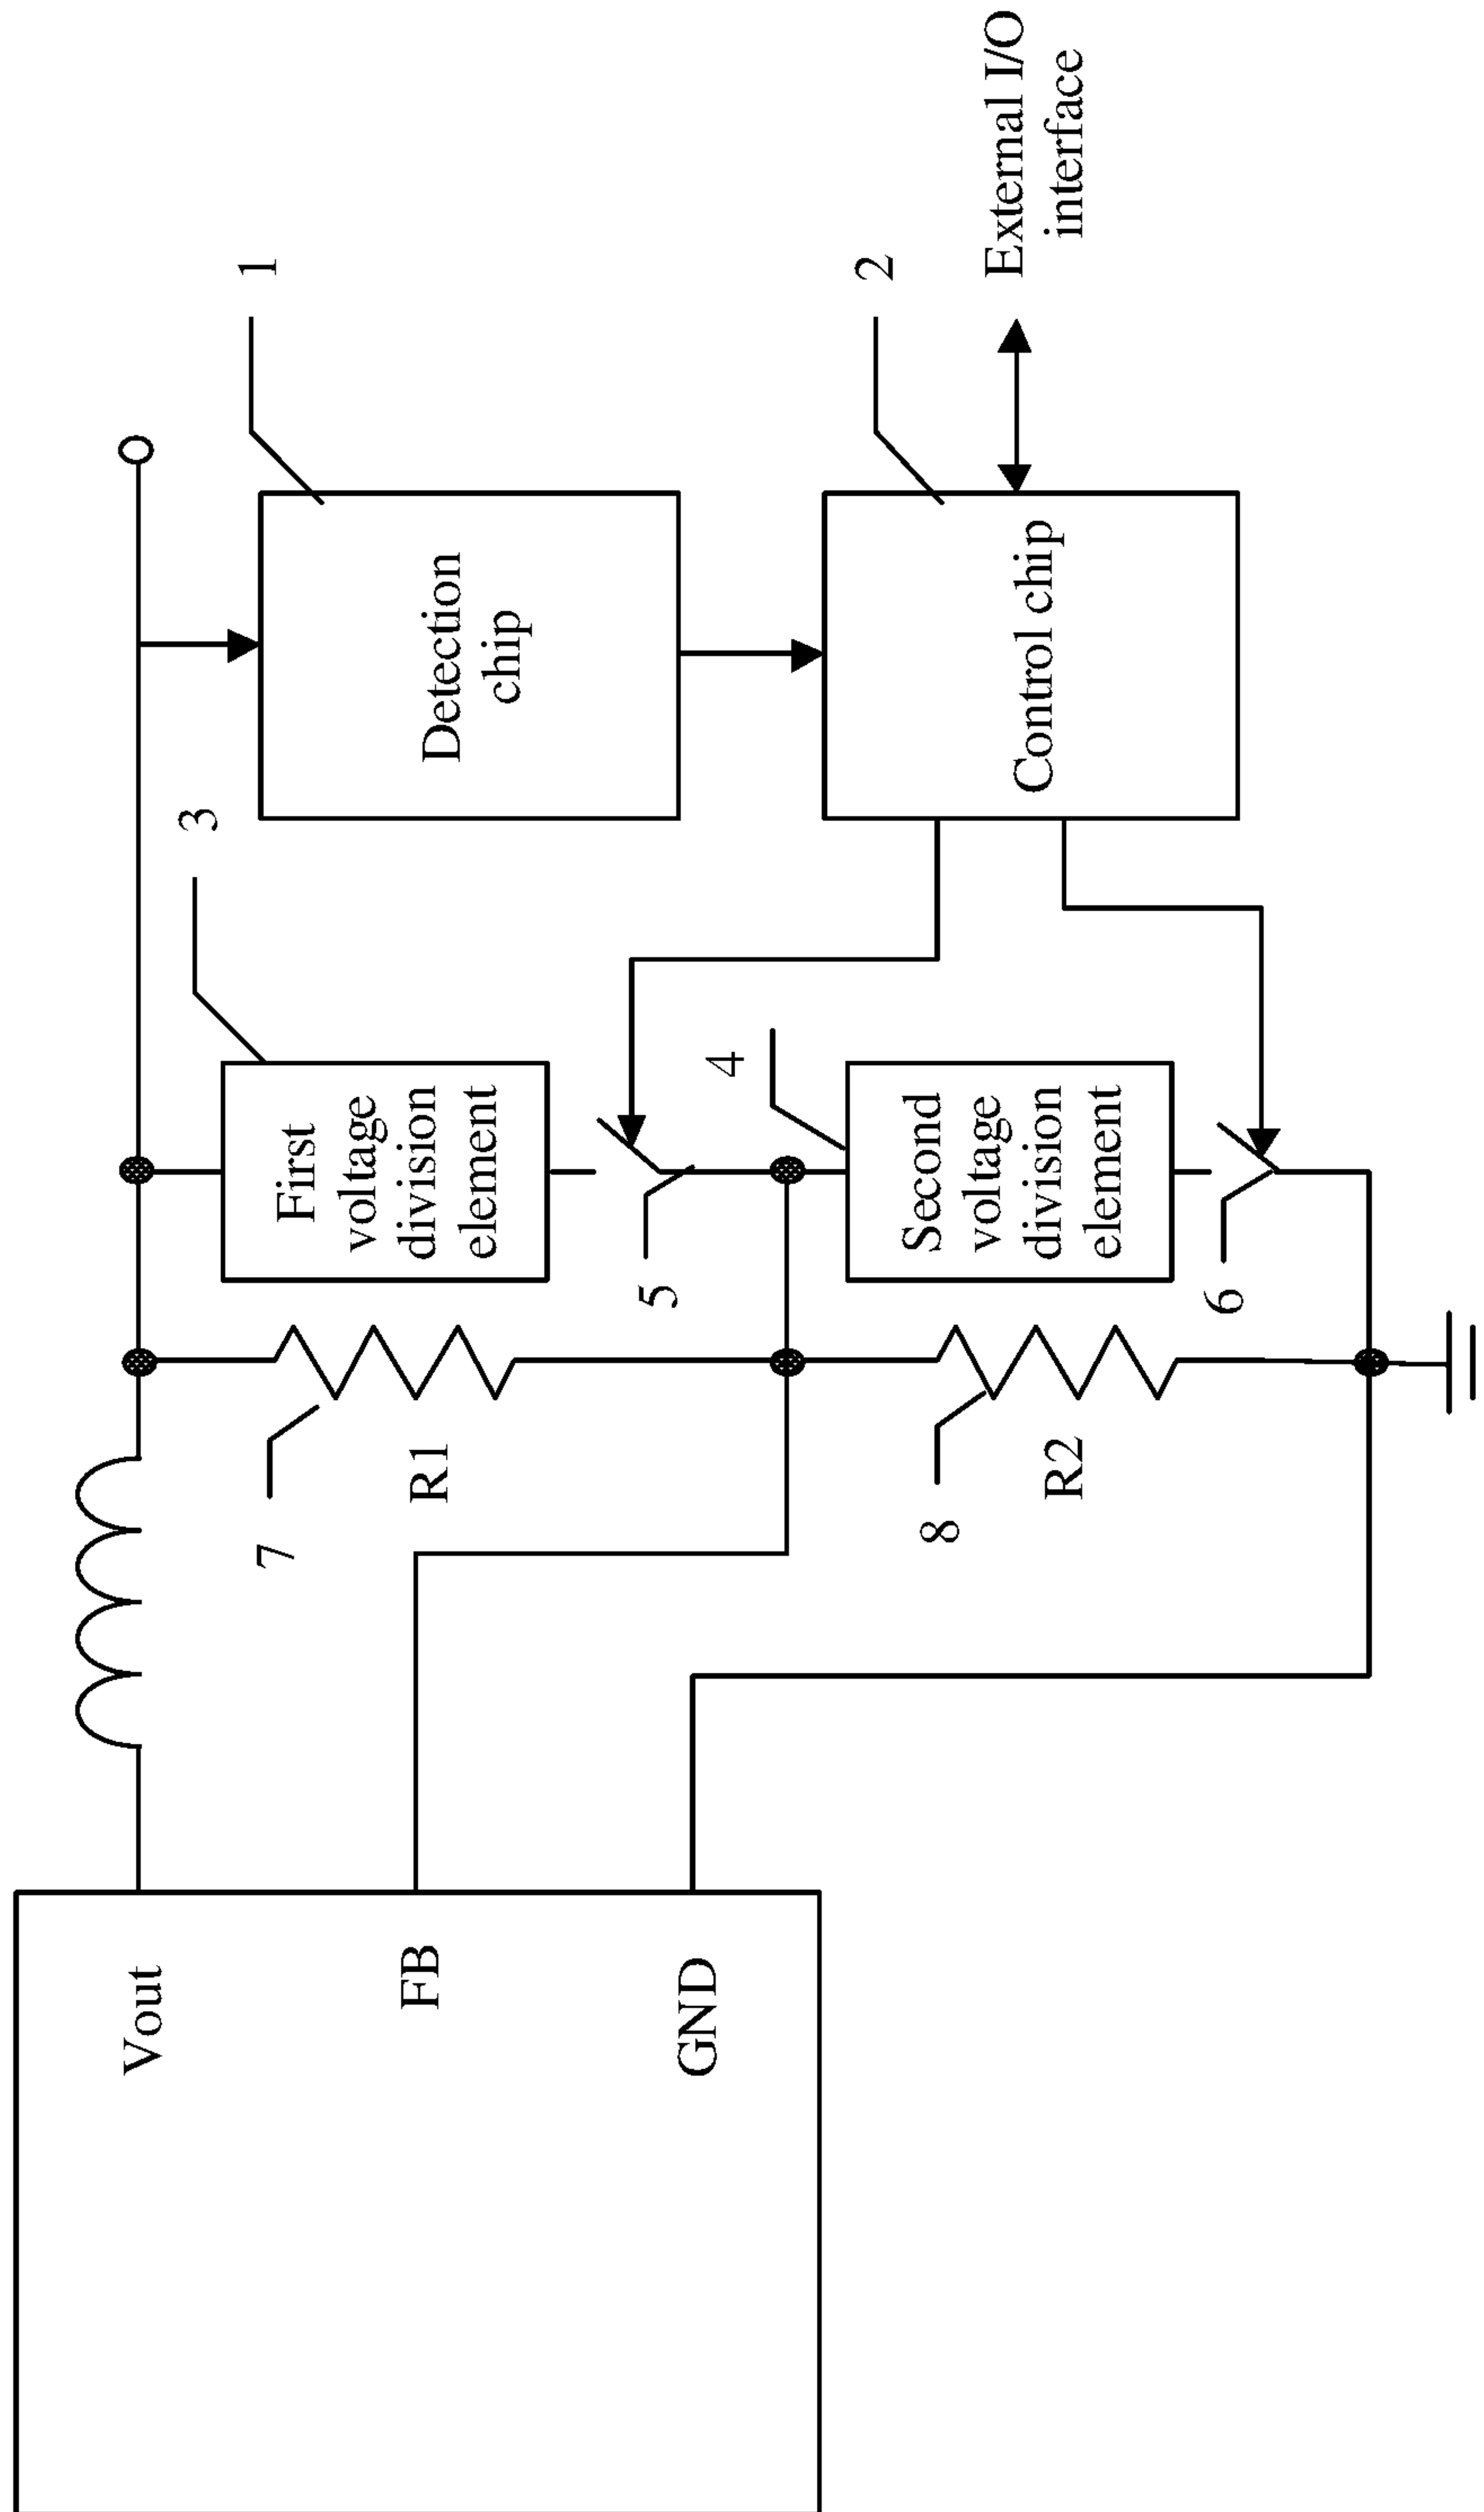 Vout
FB
GND
7
R1
8
R2
3
First
voltage
division
element
5
4
Second
voltage
division
element
6
1
Detection
chip
2
Control chip
External I/O
interface